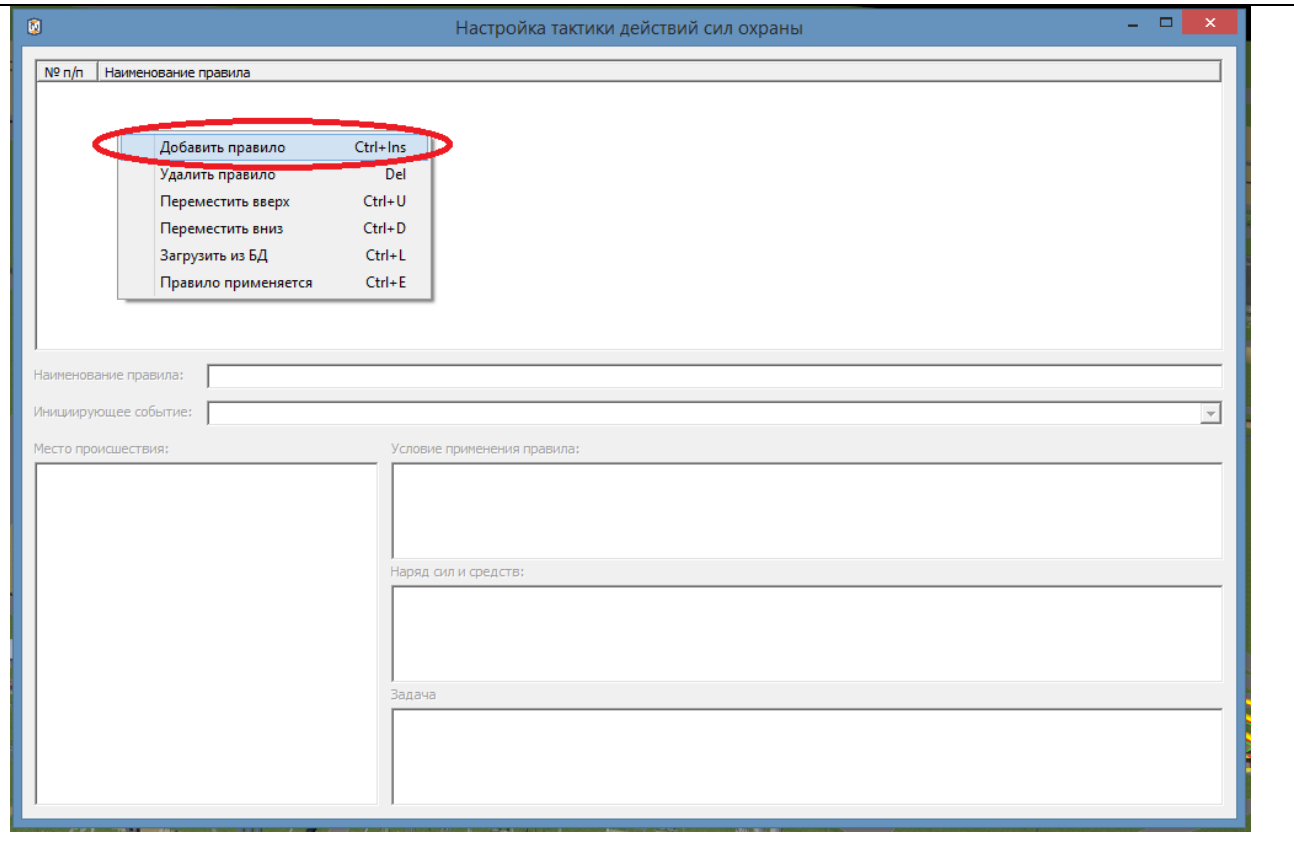 Настройка тактики действий сил охраны
№ п/п Наименование правила
Добавить правило Ctrl+Ins
Удалить правило Del
Переместить вверх Ctrl+U
Переместить вниз Ctrl+D
Загрузить из БД Ctrl+L
Правило применяется Ctrl+E
Наименование правила:
Инициирующее событие:
Место происшествия:
Условие применения правила:
Наряд сил и средств:
Задача